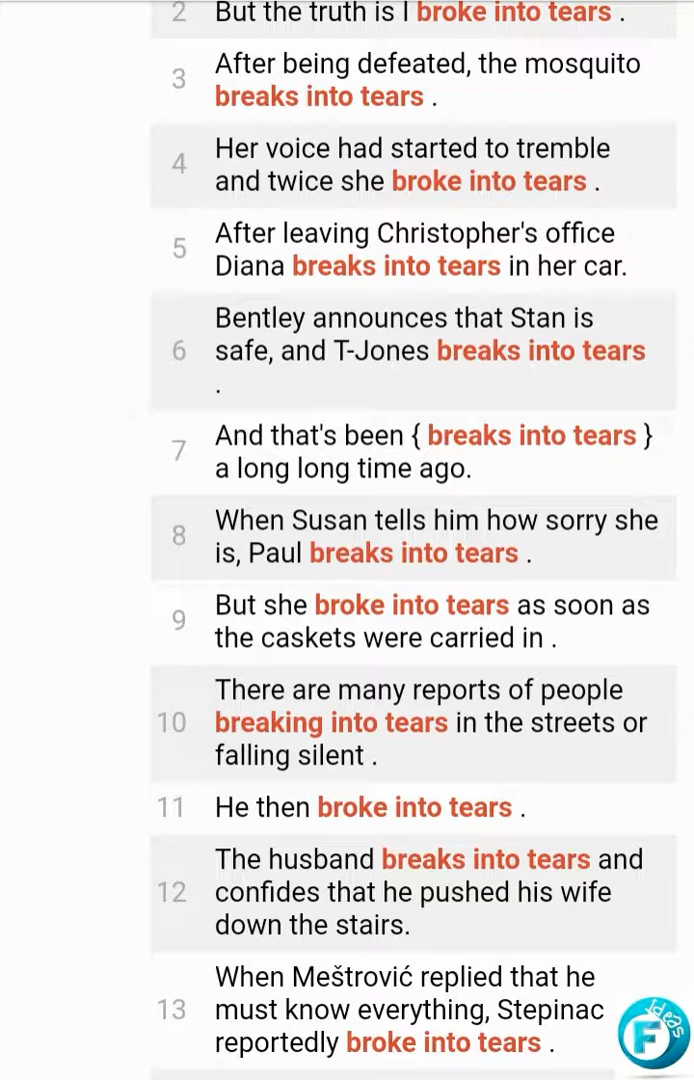 2 But the truth is I broke into tears .
After being defeated, the mosquito
3 breaks into tears .
Her voice had started to tremble
4 and twice she broke into tears .
After leaving Christopher's office
5 Diana breaks into tears in her car.
Bentley announces that Stan is
6 safe, and T-Jones breaks into tears
.
And that's been { breaks into tears }
7 a long long time ago.
When Susan tells him how sorry she
8 is, Paul breaks into tears .
But she broke into tears as soon as
9 the caskets were carried in .
There are many reports of people
10 breaking into tears in the streets or
falling silent .
11 He then broke into tears .
The husband breaks into tears and
12 confides that he pushed his wife
down the stairs.
When Meštrović replied that he
13 must know everything, Stepinac
reportedly broke into tears .
Ideas
F